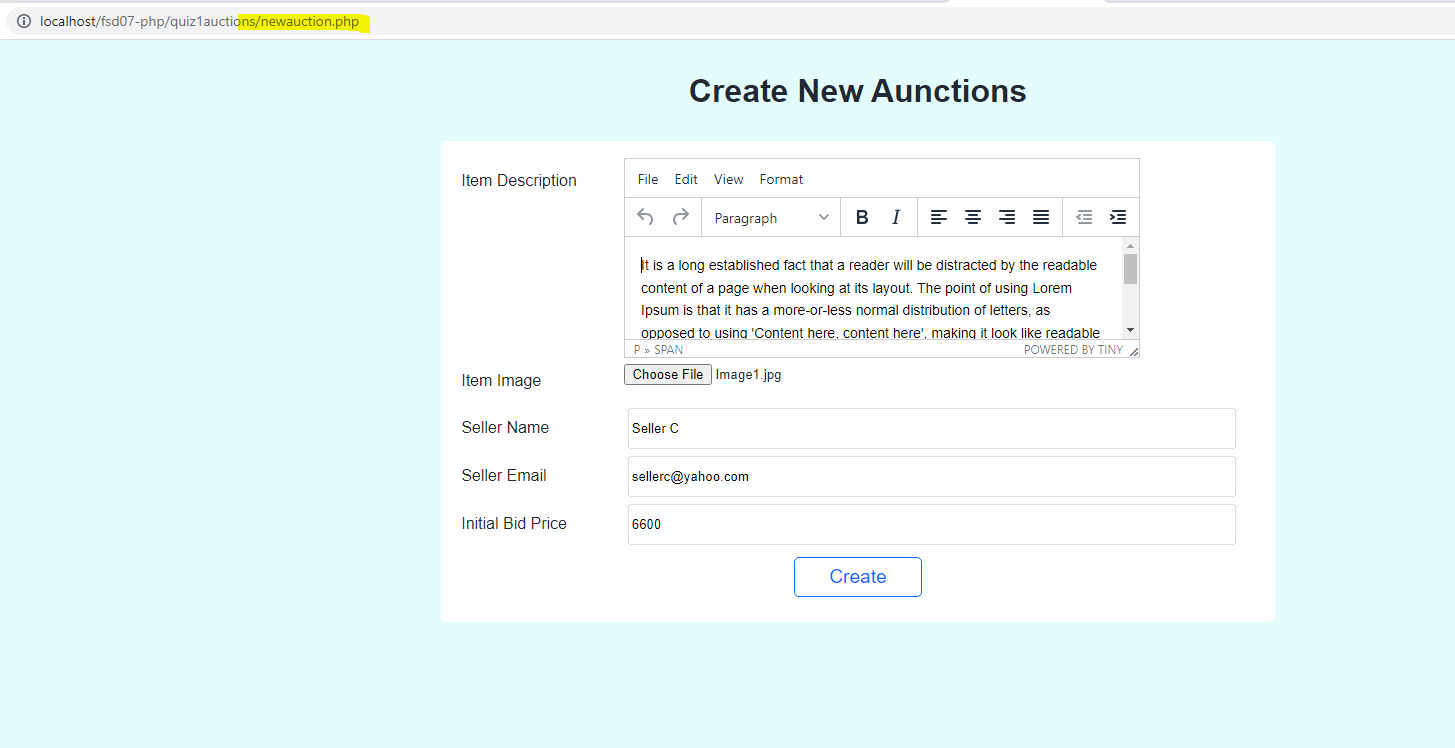 localhost/fsd07-php/quiz1auctions/newauction.php
Create New Aunctions
Item Description
File Edit View Format
Paragraph B I
It is a long established fact that a reader will be distracted by the readable
content of a page when looking at its layout. The point of using Lorem
Ipsum is that it has a more-or-less normal distribution of letters, as
opposed to using 'Content here, content here', making it look like readable
P » SPAN POWERED BY TINY
Item Image Choose File Image1.jpg
Seller Name Seller C
Seller Email sellerc@yahoo.com
Initial Bid Price 6600
Create